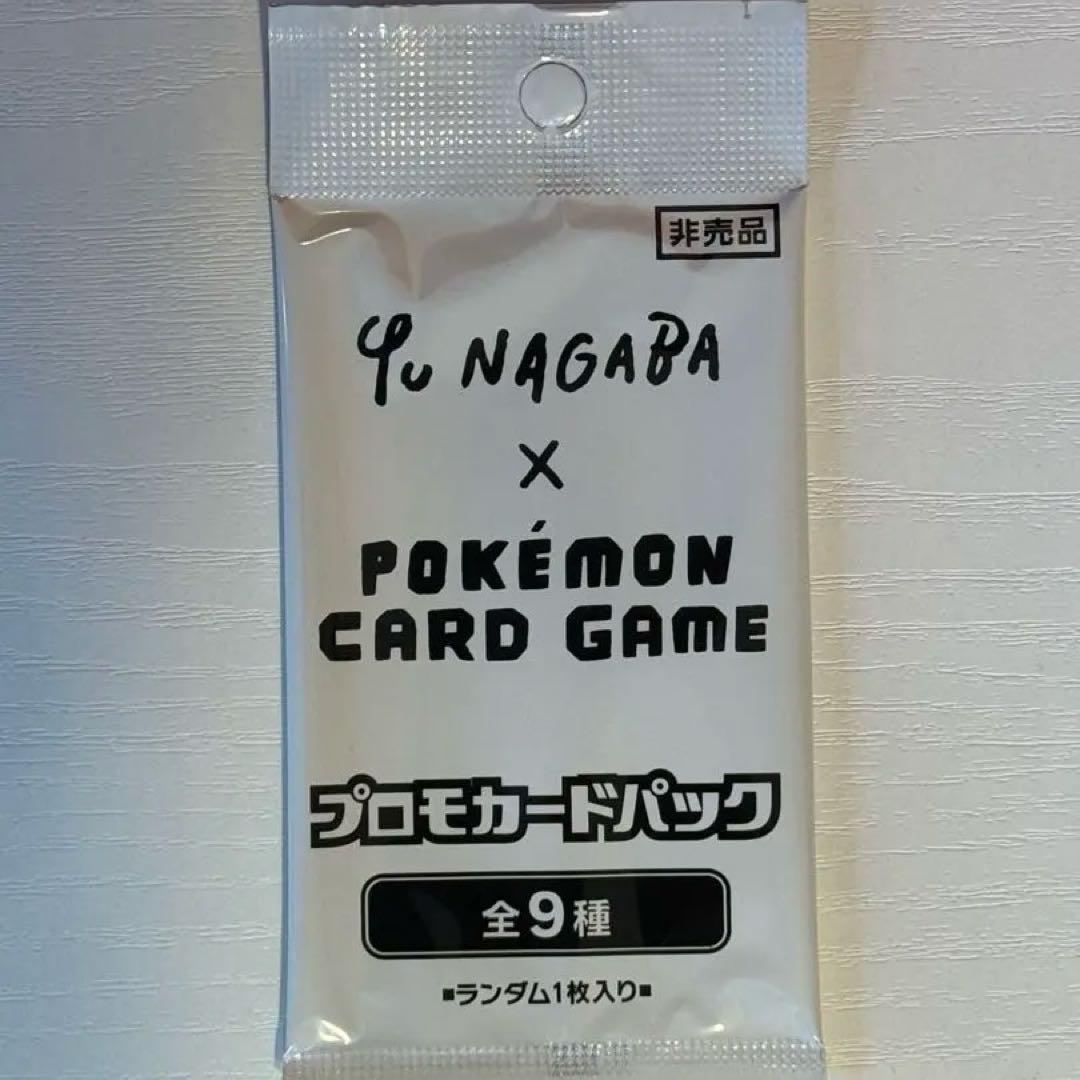 非売品
Yu NAGABA
×
POKÉMON
CARD GAME
プロモカードパック
全9種
■ランダム1枚入り■